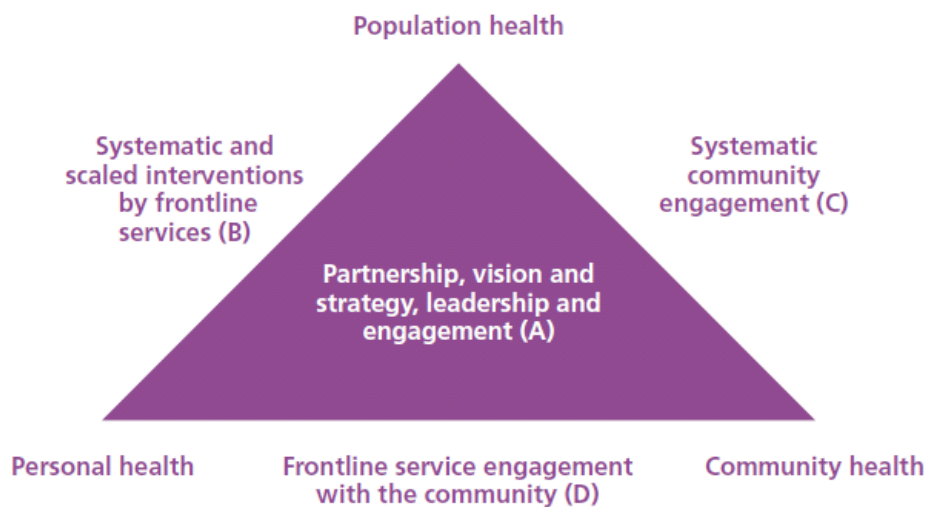 Population health
Systematic and
scaled interventions
by frontline
services (B)
Systematic
community
engagement (C)
Partnership, vision and
strategy, leadership and
engagement (A)
Personal health
Frontline service engagement
with the community (D)
Community health